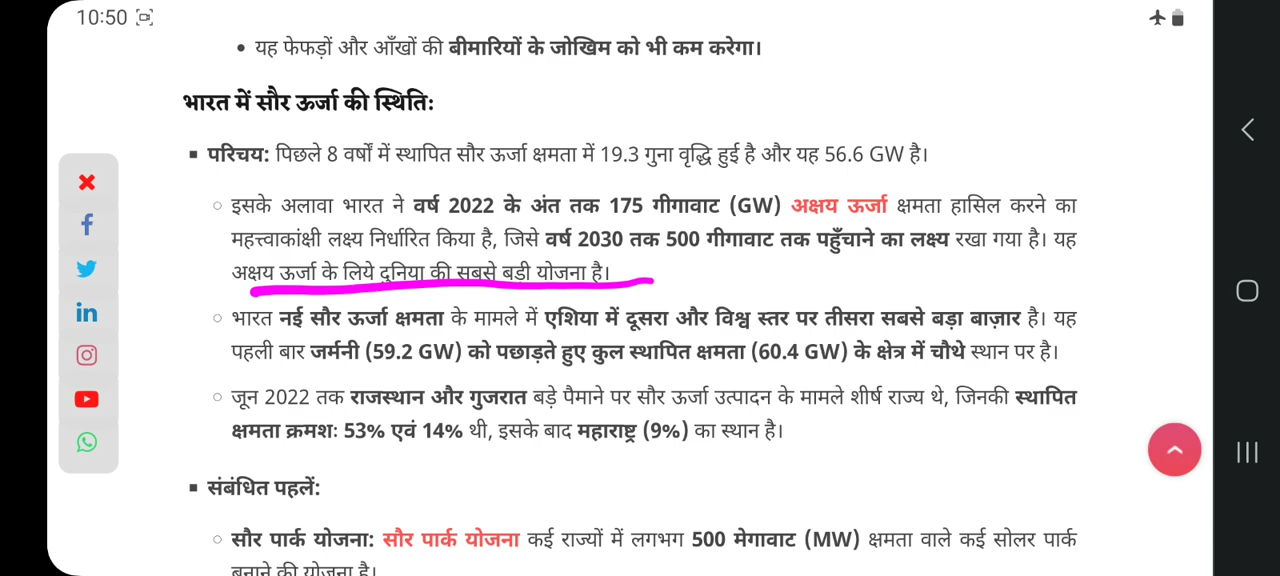 10:50
यह फेफड़ों और आँखों की बीमारियों के जोखिम को भी कम करेगा।
भारत में सौर ऊर्जा की स्थिति:
परिचय: पिछले 8 वर्षों में स्थापित सौर ऊर्जा क्षमता में 19.3 गुना वृद्धि हुई है और यह 56.6 GW है।
इसके अलावा भारत ने वर्ष 2022 के अंत तक 175 गीगावाट (GW) अक्षय ऊर्जा क्षमता हासिल करने का
महत्त्वाकांक्षी लक्ष्य निर्धारित किया है, जिसे वर्ष 2030 तक 500 गीगावाट तक पहुँचाने का लक्ष्य रखा गया है। यह
अक्षय ऊर्जा के लिये दुनिया की सबसे बड़ी योजना है।
भारत नई सौर ऊर्जा क्षमता के मामले में एशिया में दूसरा और विश्व स्तर पर तीसरा सबसे बड़ा बाज़ार है। यह
पहली बार जर्मनी (59.2 GW) को पछाड़ते हुए कुल स्थापित क्षमता (60.4 GW) के क्षेत्र में चौथे स्थान पर है।
जून 2022 तक राजस्थान और गुजरात बड़े पैमाने पर सौर ऊर्जा उत्पादन के मामले शीर्ष राज्य थे, जिनकी स्थापित
क्षमता क्रमशः 53% एवं 14% थी, इसके बाद महाराष्ट्र (9%) का स्थान है।
संबंधित पहलें:
सौर पार्क योजना: सौर पार्क योजना कई राज्यों में लगभग 500 मेगावाट (MW) क्षमता वाले कई सोलर पार्क
बनाने की योजना है।